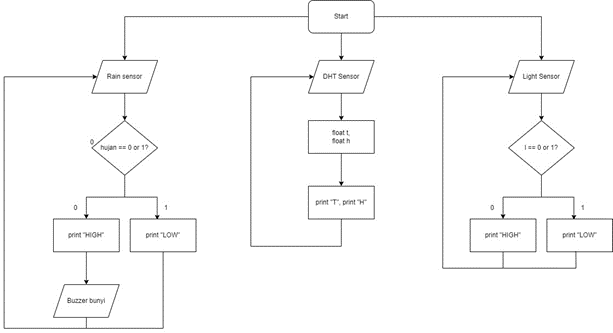 Start
Rain sensor
DHT Sensor
Light Sensor
0
hujan == 0 or 1?
float t,
float h
l == 0 or 1?
0
1
print "T", print "H"
0
1
print "HIGH"
print "LOW"
print "HIGH"
print "LOW"
Buzzer bunyi